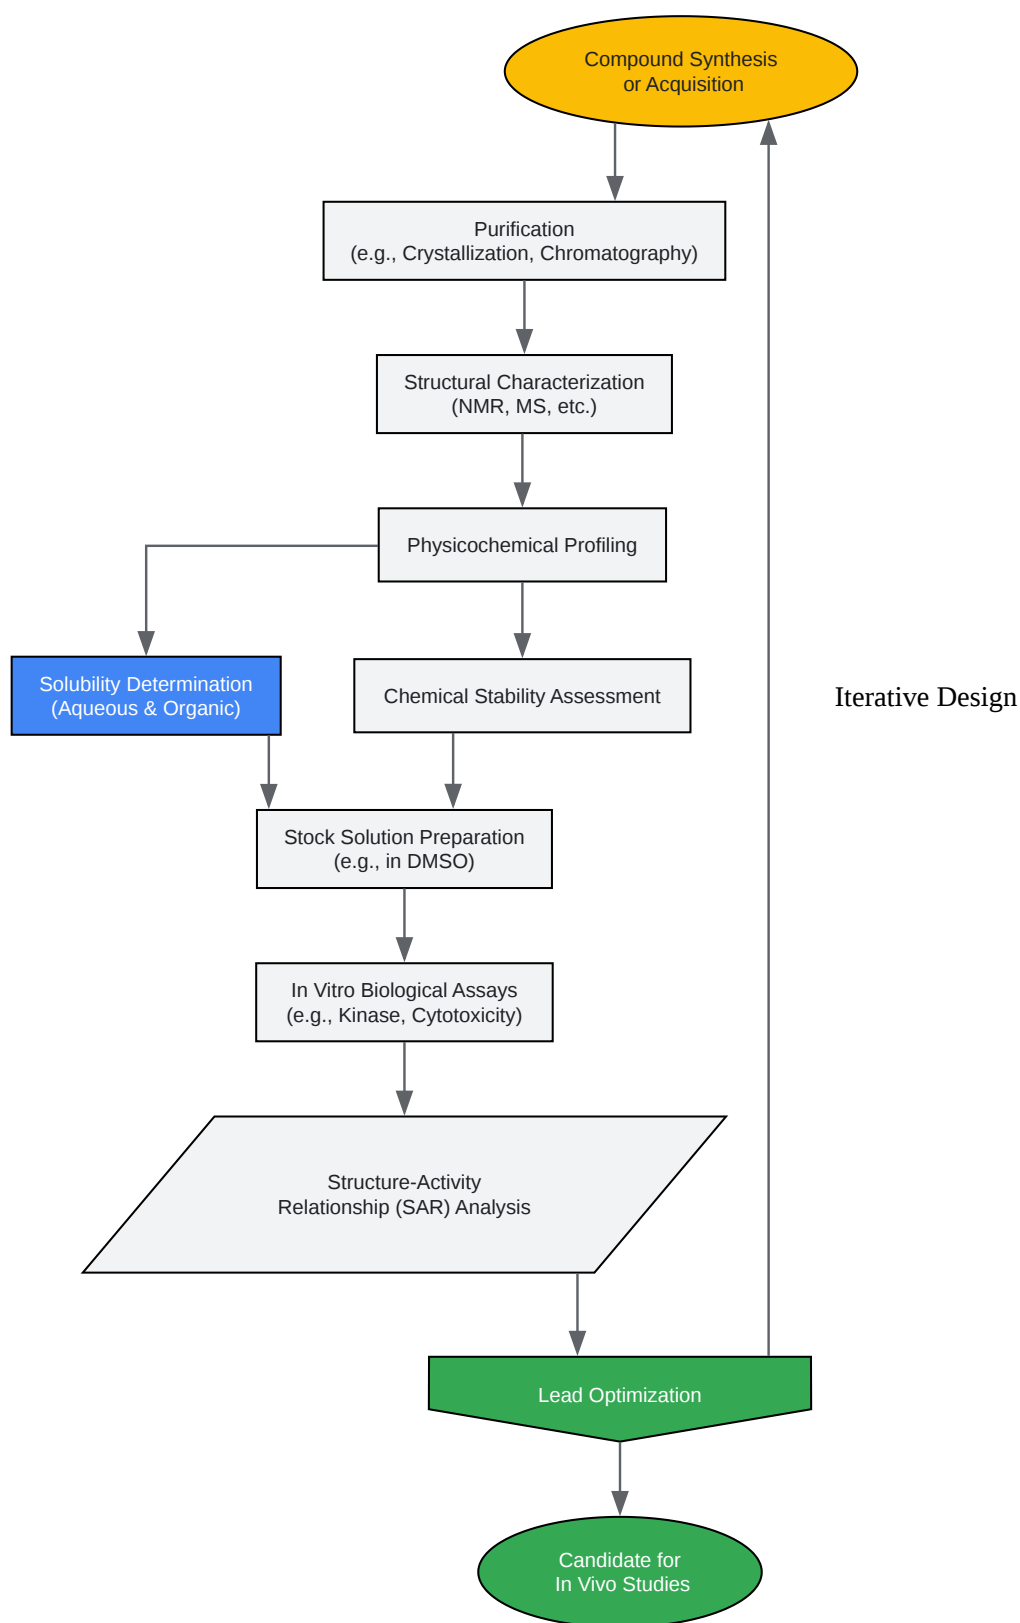 Compound Synthesis
or Acquisition
Purification
(e.g., Crystallization, Chromatography)
Structural Characterization
(NMR, MS, etc.)
Physicochemical Profiling
Solubility Determination
(Aqueous & Organic)
Chemical Stability Assessment
Iterative Design
Stock Solution Preparation
(e.g., in DMSO)
In Vitro Biological Assays
(e.g., Kinase, Cytotoxicity)
Structure-Activity
Relationship (SAR) Analysis
Lead Optimization
Candidate for
In Vivo Studies